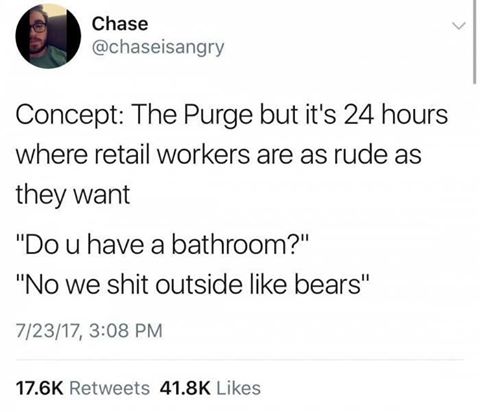 Chase
@chaseisangry
Concept: The Purge but it's 24 hours
where retail workers are as rude as
they want
"Do u have a bathroom?"
"No we shit outside like bears"
7/23/17, 3:08 PM
17.6K Retweets 41.8K Likes